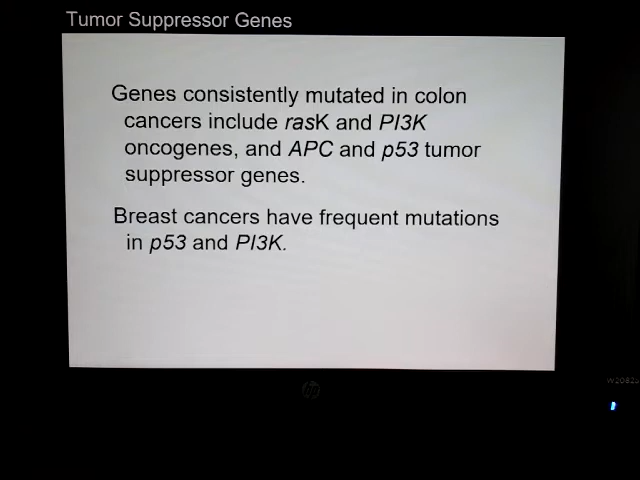 Tumor Suppressor Genes
Genes consistently mutated in colon
cancers include rasK and PI3K
oncogenes, and APC and p53 tumor
suppressor genes.
Breast cancers have frequent mutations
in p53 and PI3K.
hp